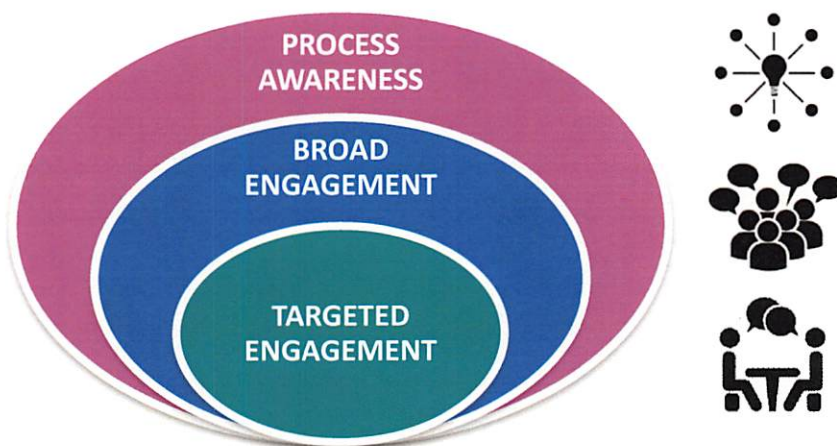 PROCESS
AWARENESS
BROAD
ENGAGEMENT
TARGETED
ENGAGEMENT